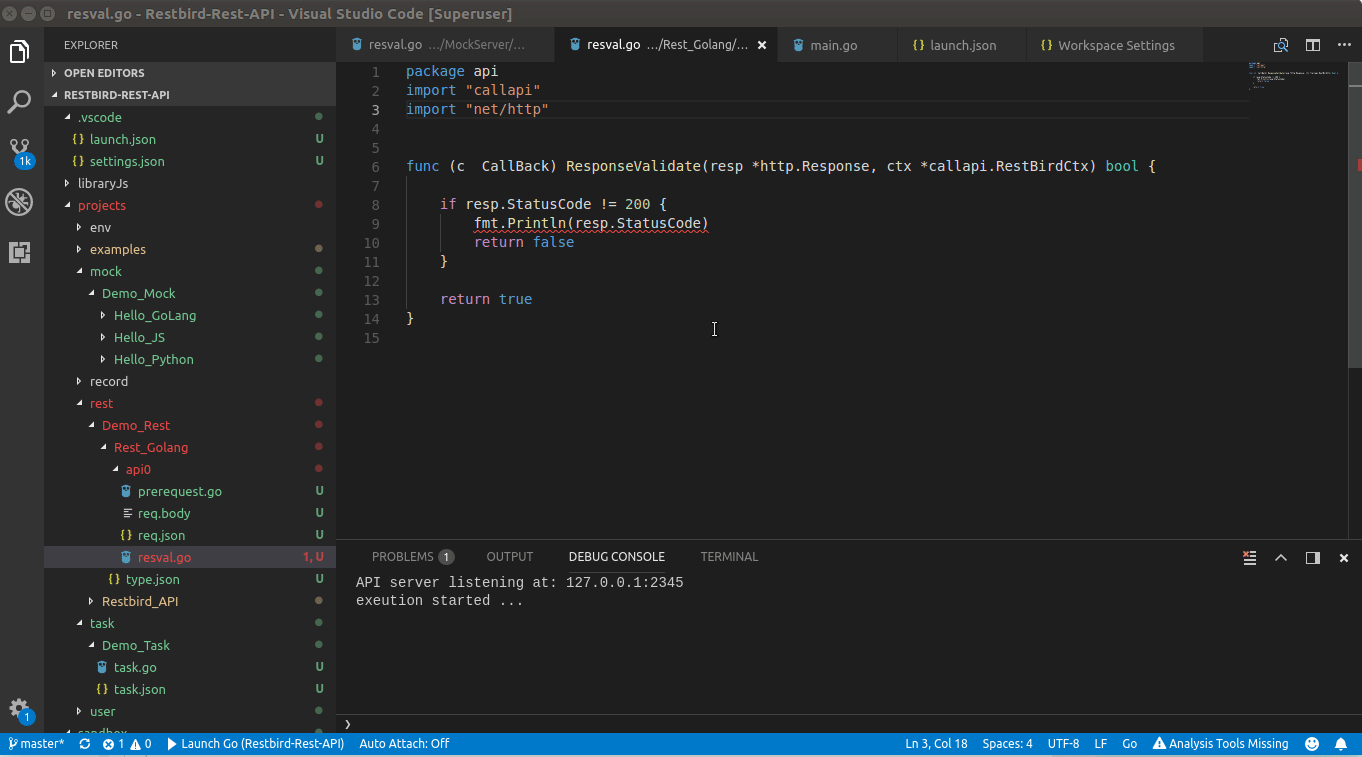 resval.go - Restbird-Rest-API - Visual Studio Code [Superuser]
EXPLORER
OPEN EDITORS
RESTBIRD-REST-API
.vscode
launch.json U
settings.json U
libraryJs
projects
env
examples
mock
Demo_Mock
Hello_GoLang
Hello_JS
Hello_Python
record
rest
Demo_Rest
Rest_Golang
api0
prerequest.go U
req.body U
req.json U
resval.go 1, U
type.json U
Restbird_API
task
Demo_Task
task.go U
task.json U
user
sandbox
1k
1
resval.go .../MockServer/...
resval.go .../Rest_Golang/...
main.go
launch.json
Workspace Settings
1 package api
2 import "callapi"
3 import "net/http"
4
5
6 func (c  CallBack) ResponseValidate(resp *http.Response, ctx *callapi.RestBirdCtx) bool {
7
8 if resp.StatusCode != 200 {
9 fmt.Println(resp.StatusCode)
10 return false
11 }
12
13 return true
14 }
15
PROBLEMS 1 OUTPUT DEBUG CONSOLE TERMINAL
API server listening at: 127.0.0.1:2345
exeution started ...
master* 1 0 Launch Go (Restbird-Rest-API) Auto Attach: Off Ln 3, Col 18 Spaces: 4 UTF-8 LF Go Analysis Tools Missing